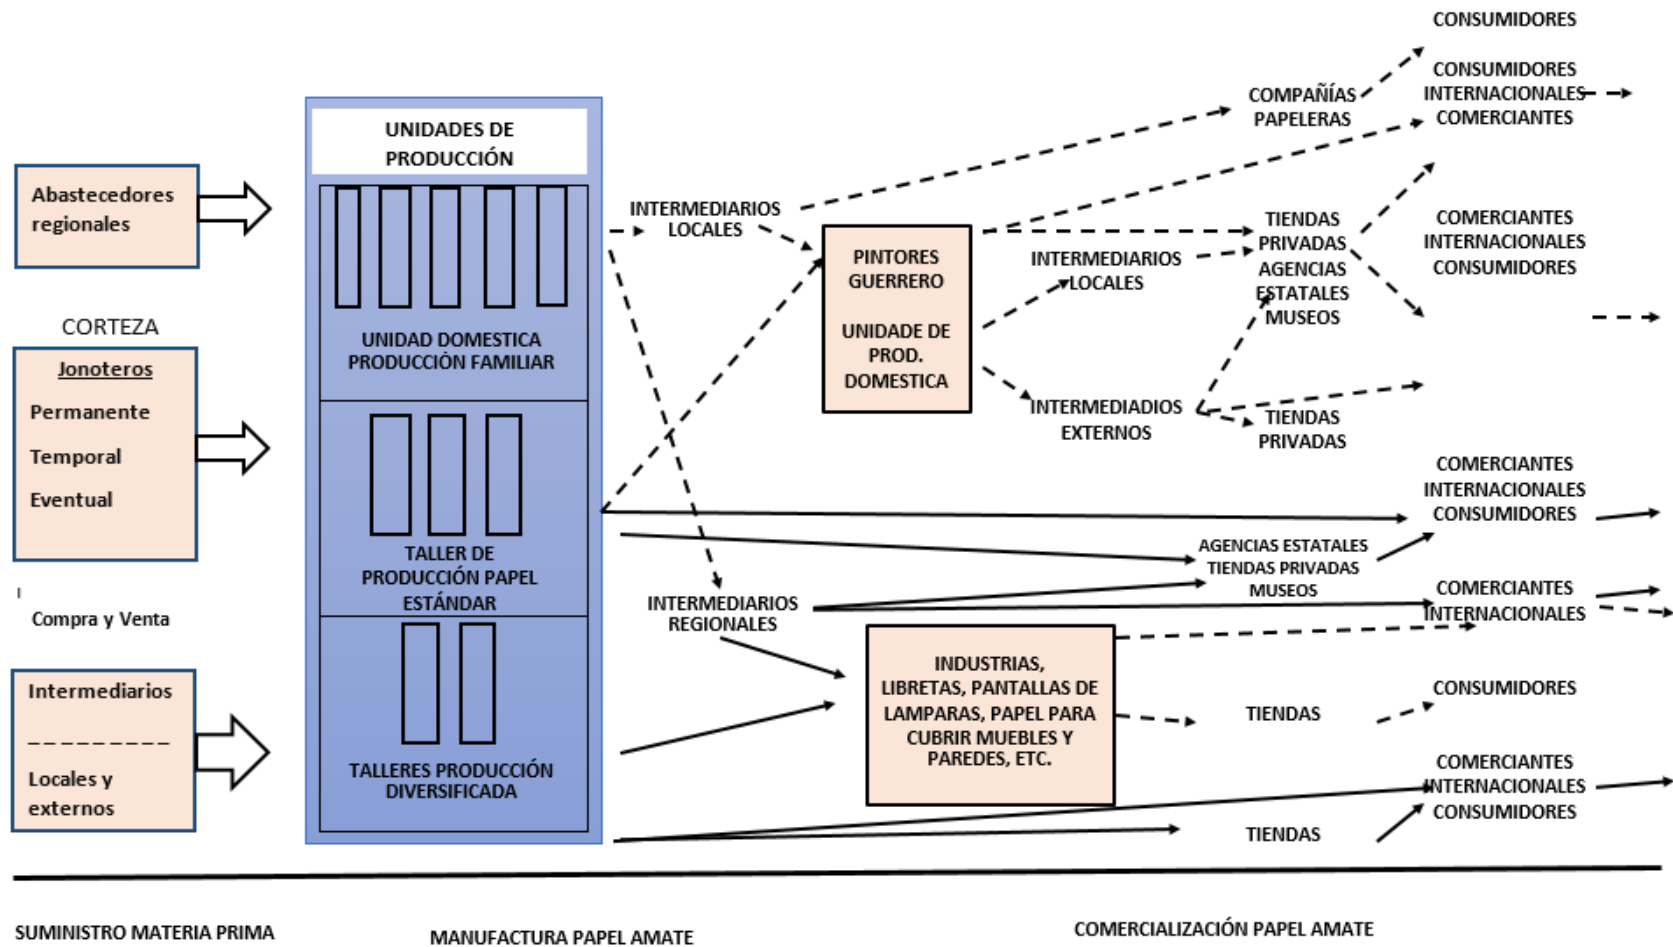 Abastecedores
regionales
CORTEZA
Jonoteros
Permanente
Temporal
Eventual
Compra y Venta
Intermediarios
_ _ _ _ _ _ _ _ _ _
Locales y
externos
UNIDADES DE
PRODUCCIÓN
UNIDAD DOMESTICA
PRODUCCIÓN FAMILIAR
TALLER DE
PRODUCCIÓN PAPEL
ESTÁNDAR
TALLERES PRODUCCIÓN
DIVERSIFICADA
INTERMEDIARIOS
LOCALES
INTERMEDIARIOS
REGIONALES
PINTORES
GUERRERO
UNIDADE DE
PROD.
DOMESTICA
INTERMEDIARIOS
LOCALES
INTERMEDIADIOS
EXTERNOS
INDUSTRIAS,
LIBRETAS, PANTALLAS DE
LAMPARAS, PAPEL PARA
CUBRIR MUEBLES Y
PAREDES, ETC.
COMPAÑÍAS
PAPELERAS
TIENDAS
PRIVADAS
AGENCIAS
ESTATALES
MUSEOS
TIENDAS
PRIVADAS
AGENCIAS ESTATALES
TIENDAS PRIVADAS
MUSEOS
TIENDAS
TIENDAS
CONSUMIDORES
CONSUMIDORES
INTERNACIONALES
COMERCIANTES
COMERCIANTES
INTERNACIONALES
CONSUMIDORES
COMERCIANTES
INTERNACIONALES
CONSUMIDORES
COMERCIANTES
INTERNACIONALES
CONSUMIDORES
COMERCIANTES
INTERNACIONALES
CONSUMIDORES
SUMINISTRO MATERIA PRIMA
MANUFACTURA PAPEL AMATE
COMERCIALIZACIÓN PAPEL AMATE